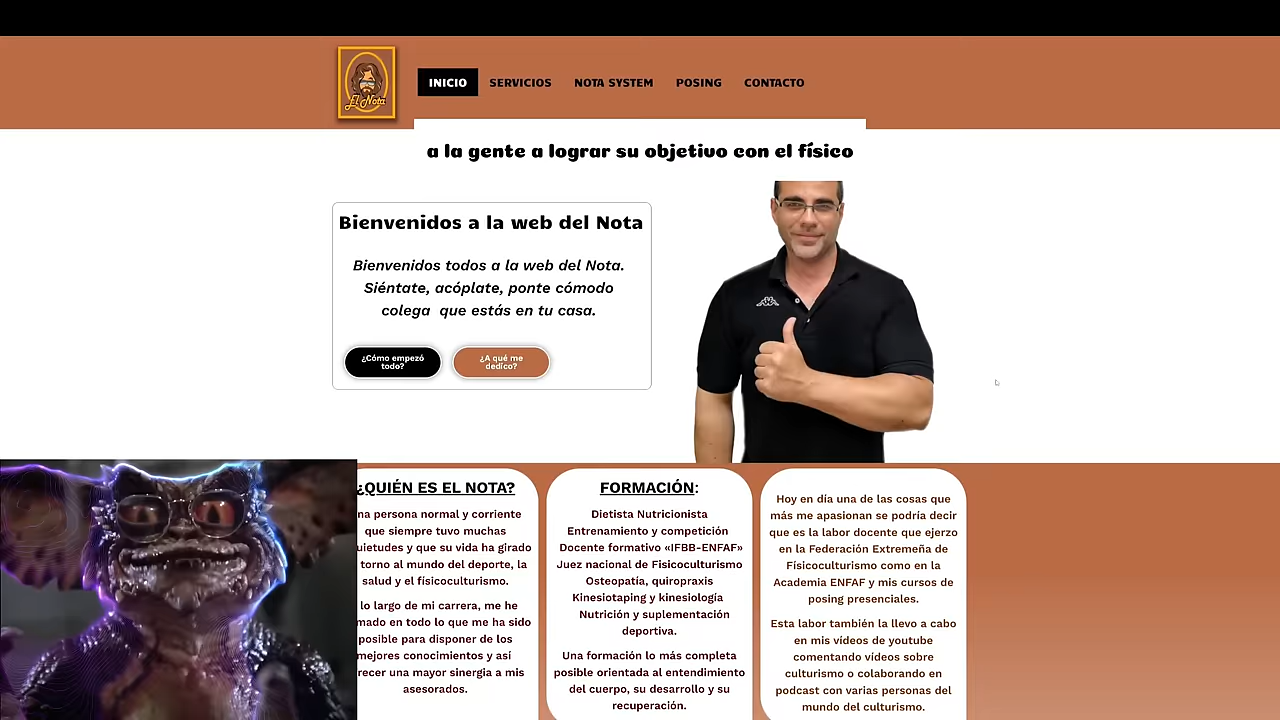 El Nota
INICIO
SERVICIOS
NOTA SYSTEM
POSING
CONTACTO
a la gente a lograr su objetivo con el físico
Bienvenidos a la web del Nota
Bienvenidos todos a la web del Nota.
Siéntate, acóplate, ponte cómodo
colega que estás en tu casa.
¿Cómo empezó
todo?
¿A qué me
dedico?
¿QUIÉN ES EL NOTA?
na persona normal y corriente
que siempre tuvo muchas
uietudes y que su vida ha girado
torno al mundo del deporte, la
salud y el físicoculturismo.
lo largo de mi carrera, me he
mado en todo lo que me ha sido
posible para disponer de los
mejores conocimientos y así
recer una mayor sinergia a mis
asesorados.
FORMACIÓN:
Dietista Nutricionista
Entrenamiento y competición
Docente formativo «IFBB-ENFAF»
Juez nacional de Fisicoculturismo
Osteopatía, quiropraxis
Kinesiotaping y kinesiología
Nutrición y suplementación
deportiva.
Una formación lo más completa
posible orientada al entendimiento
del cuerpo, su desarrollo y su
recuperación.
Hoy en día una de las cosas que
más me apasionan se podría decir
que es la labor docente que ejerzo
en la Federación Extremeña de
Físicoculturismo como en la
Academia ENFAF y mis cursos de
posing presenciales.
Esta labor también la llevo a cabo
en mis vídeos de youtube
comentando vídeos sobre
culturismo o colaborando en
podcast con varias personas del
mundo del culturismo.